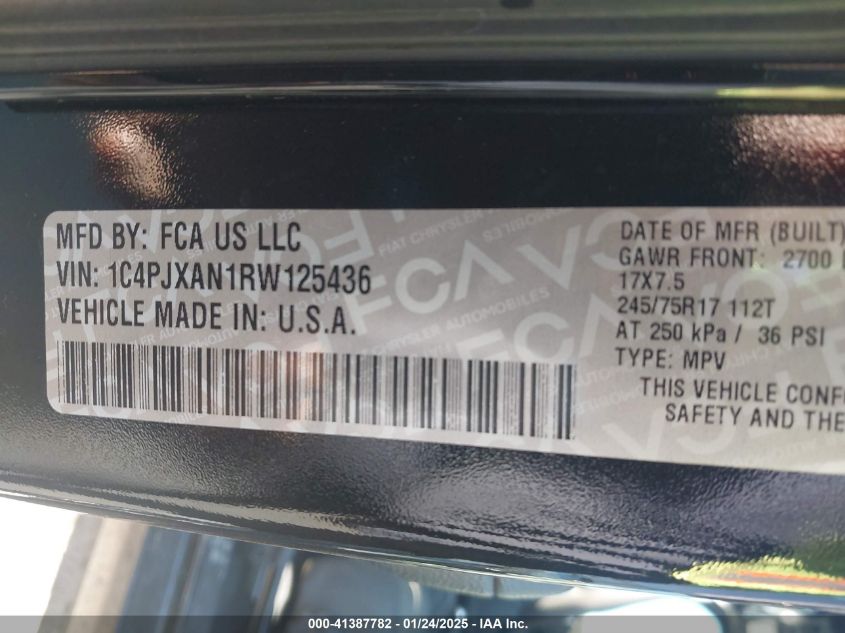 MFD BY: FCA US LLC
VIN: 1C4PJXAN1RW125436
VEHICLE MADE IN: U.S.A.
DATE OF MFR (BUILT)
GAWR FRONT: 2700
17X7.5
245/75R17 112T
AT 250 kPa / 36 PSI
TYPE: MPV
THIS VEHICLE
SAFETY AND THE
000-41387782 - 01/24/2025 - © IAA Inc.